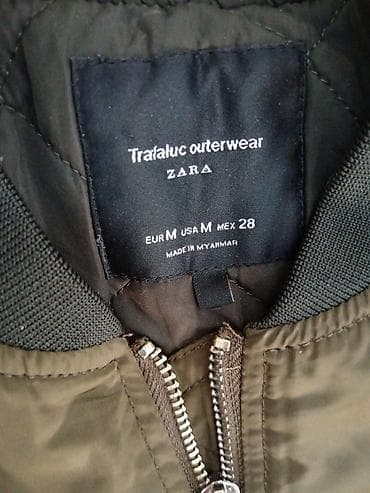 Trafaluc outerwear
ZARA
EUR M USA M MEX 28
MADE IN MYANMAR